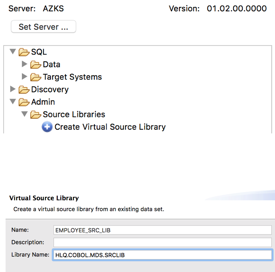 Server: AZKS Version: 01.02.00.0000
Set Server ...
SQL
Data
Target Systems
Discovery
Admin
Source Libraries
Create Virtual Source Library
Virtual Source Library
Create a virtual source library from an existing data set.
Name: EMPLOYEE_SRC_LIB
Description:
Library Name: HLQ.COBOL.MDS.SRCLIB